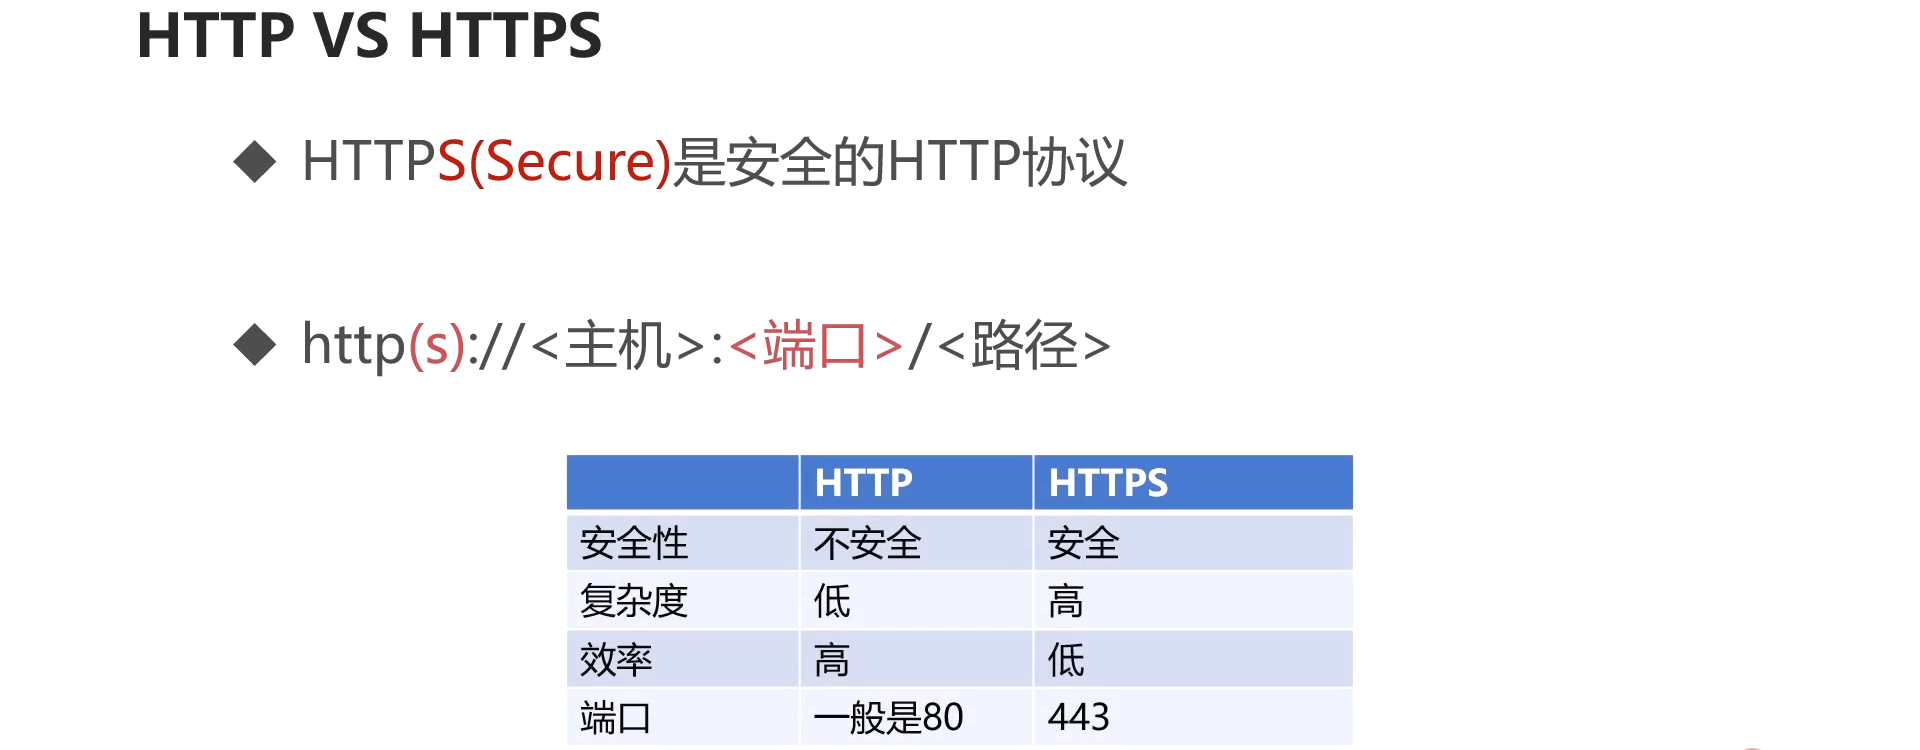 HTTP VS HTTPS
◆ HTTPS(Secure)是安全的HTTP协议
◆ http(s)://<主机>:<端口>/<路径>
HTTP HTTPS
安全性 不安全 安全
复杂度 低 高
效率 高 低
端口 一般是80 443